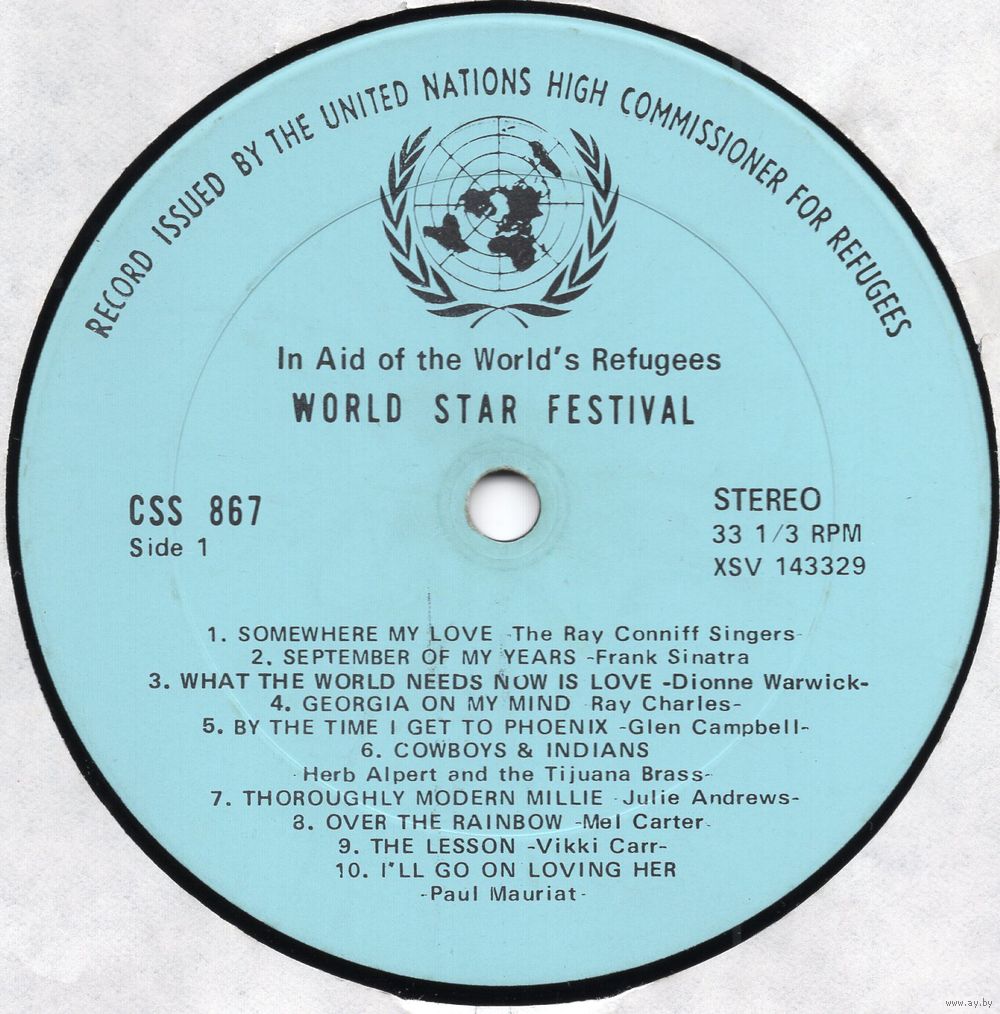 RECORD ISSUED BY THE UNITED NATIONS HIGH COMMISSIONER FOR REFUGEES
In Aid of the World's Refugees
WORLD STAR FESTIVAL
CSS 867
Side 1
STEREO
33 1/3 RPM
XSV 143329
1. SOMEWHERE MY LOVE -The Ray Conniff Singers-
2. SEPTEMBER OF MY YEARS -Frank Sinatra
3. WHAT THE WORLD NEEDS NOW IS LOVE -Dionne Warwick-
4. GEORGIA ON MY MIND Ray Charles-
5. BY THE TIME I GET TO PHOENIX -Glen Campbell-
6. COWBOYS & INDIANS
-Herb Alpert and the Tijuana Brass-
7. THOROUGHLY MODERN MILLIE -Julie Andrews-
8. OVER THE RAINBOW -Mel Carter-
9. THE LESSON -Vikki Carr-
10. I'LL GO ON LOVING HER
-Paul Mauriat-
www.ay.by